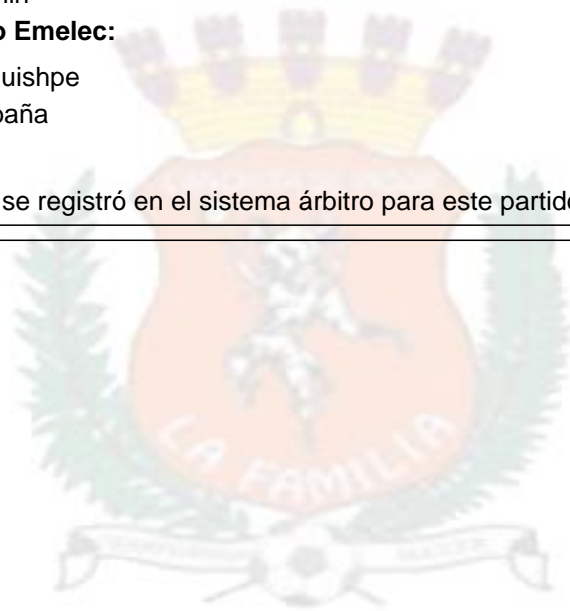 o Emelec:
uishpe
paña
se registró en el sistema árbitro para este partido
LA FAMILIA